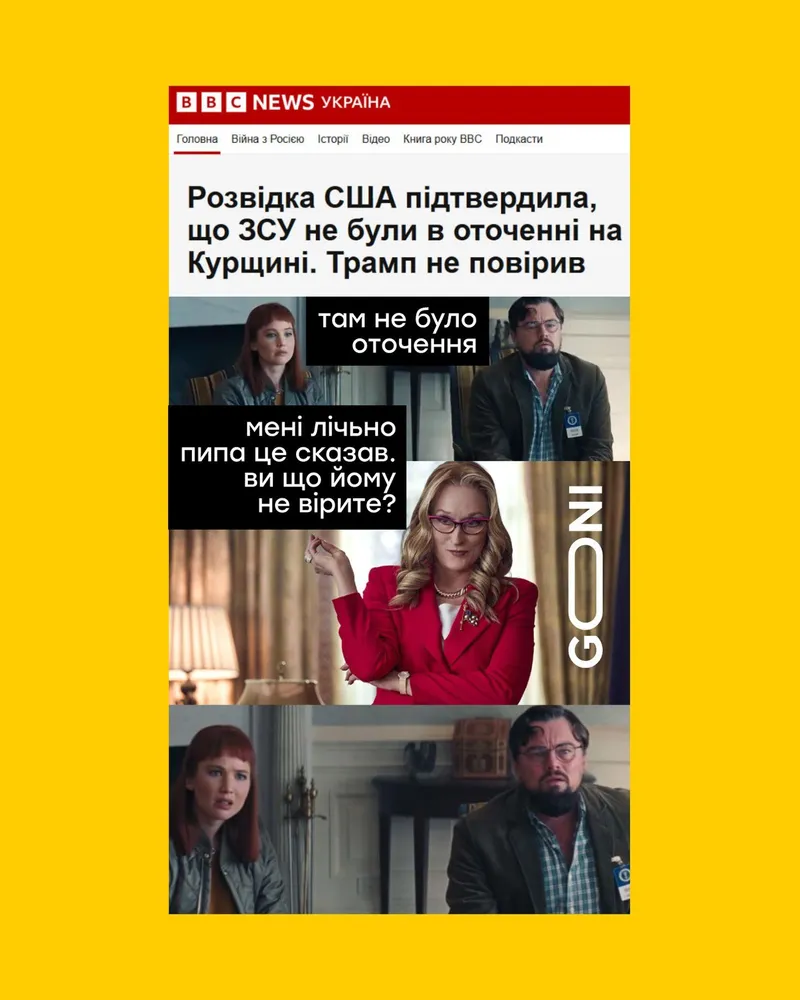 BBC NEWS УКРАЇНА
Головна Війна з Росією Історії Відео Книга року ВВС Подкасти
Розвідка США підтвердила,
що ЗСУ не були в оточенні на
Курщині. Трамп не повірив
там не було
оточення
мені лічьно
пипа це сказав.
ви що йому
не вірите?
GONI